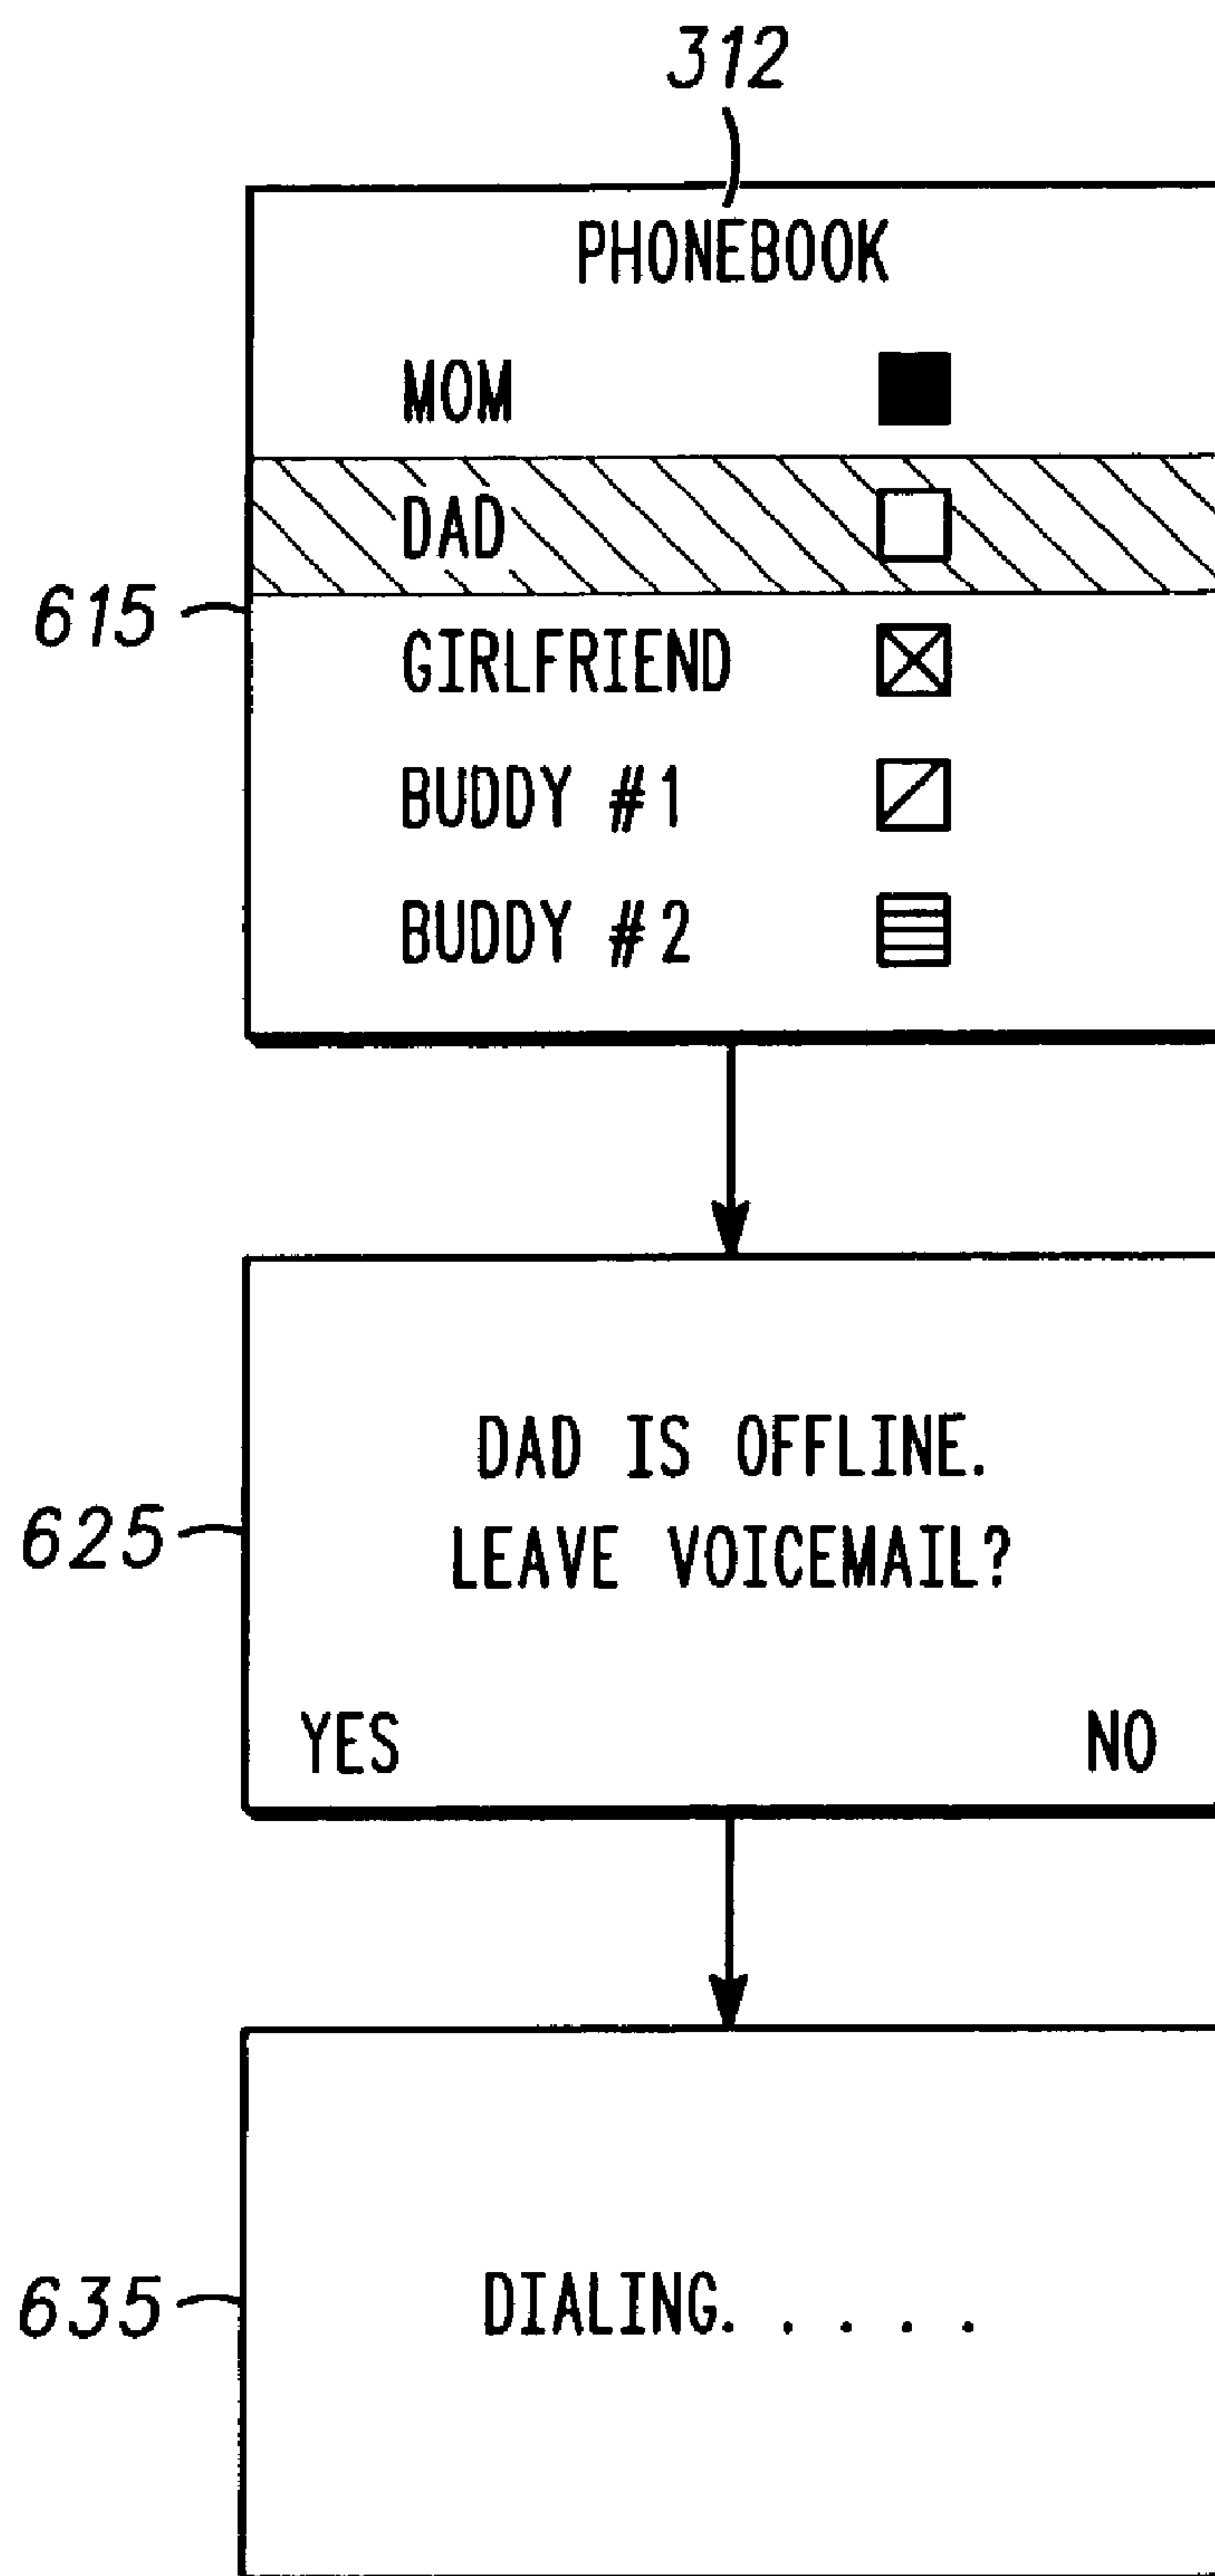 312
PHONEBOOK
MOM
DAD
615
GIRLFRIEND
BUDDY #1
BUDDY #2
DAD IS OFFLINE.
625
LEAVE VOICEMAIL?
YES NO
635
DIALING. . . . .